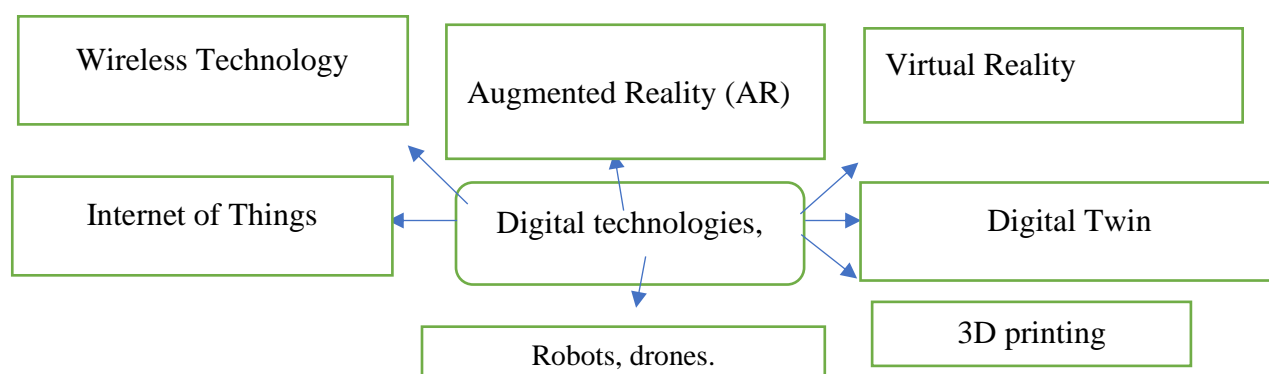 Wireless Technology
Augmented Reality (AR)
Virtual Reality
Internet of Things
Digital technologies,
Digital Twin
Robots, drones.
3D printing